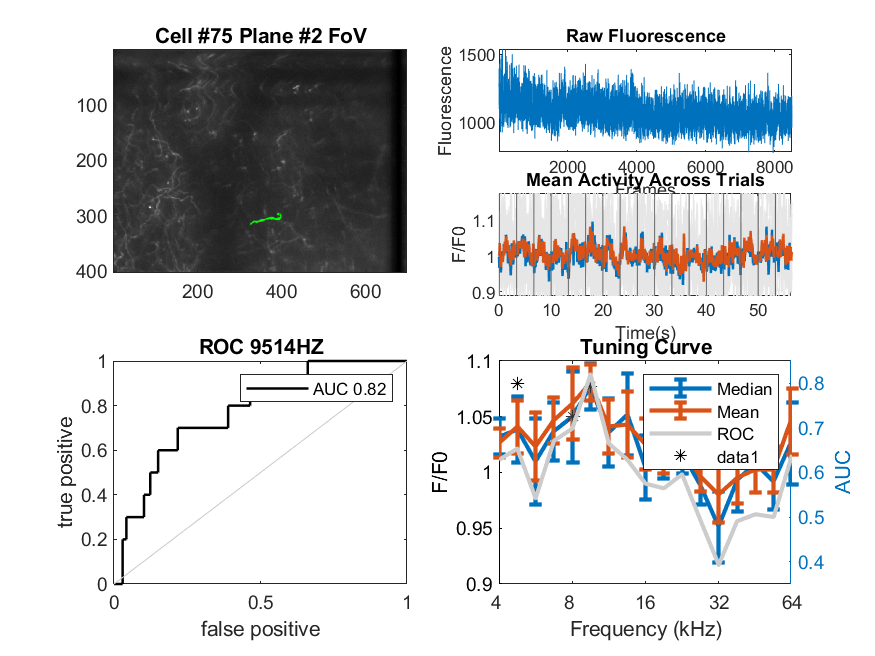 Cell #75 Plane #2 FoV
100
200
300
400
200
400
600
Raw Fluorescence
Fluorescence
1500
1000
2000
4000
6000
8000
Frames
Mean Activity Across Trials
F/F0
1.1
1
0.9
0
10
20
30
40
50
Time(s)
ROC 9514HZ
true positive
1
0.8
0.6
0.4
0.2
0
AUC 0.82
0
0.5
1
false positive
Tuning Curve
F/F0
1.1
1.05
1
0.95
0.9
Median
Mean
ROC
data1
0.8
0.7
0.6
0.5
0.4
AUC
4
8
16
32
64
Frequency (kHz)